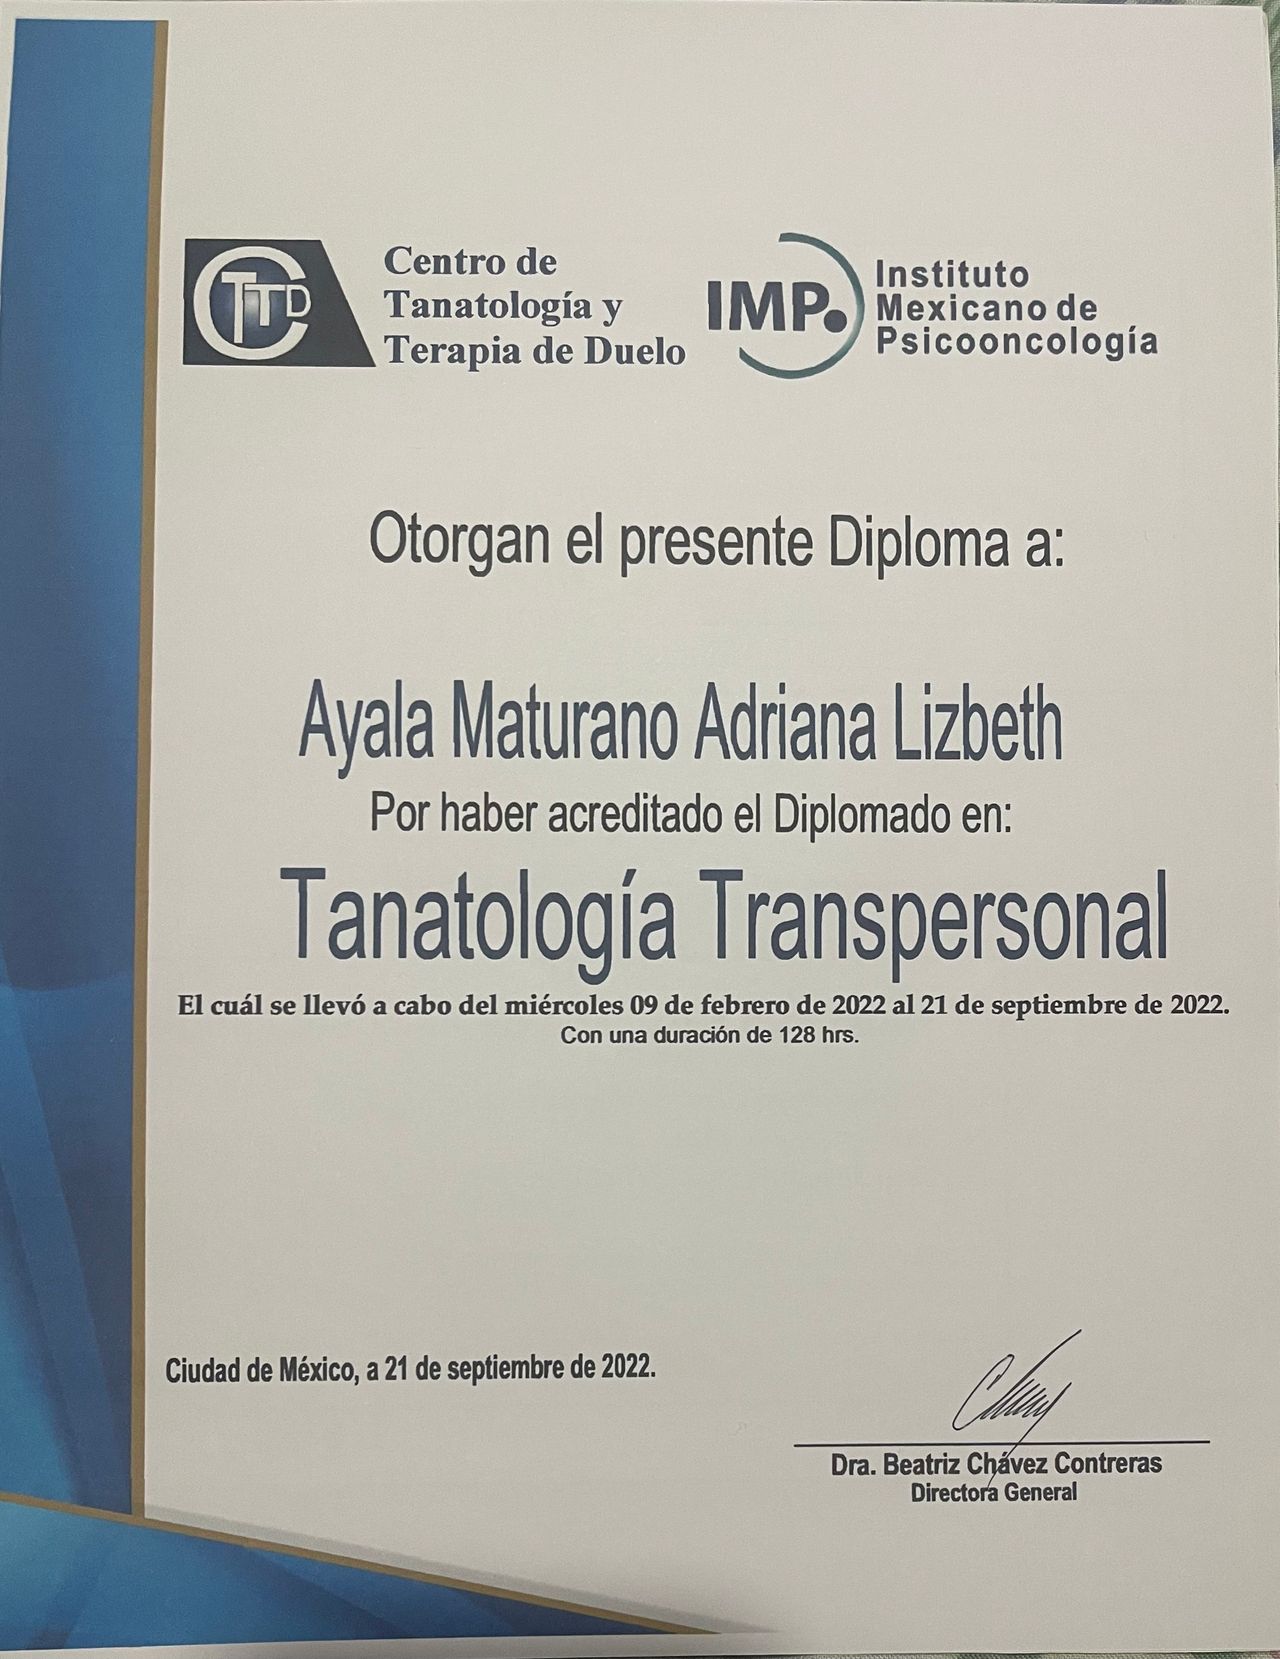 CTTD
Centro de
Tanatología y
Terapia de Duelo
IMP.
Instituto
Mexicano de
Psicooncología
Otorgan el presente Diploma a:
Ayala Maturano Adriana Lizbeth
Por haber acreditado el Diplomado en:
Tanatología Transpersonal
El cuál se llevó a cabo del miércoles 09 de febrero de 2022 al 21 de septiembre de 2022.
Con una duración de 128 hrs.
Ciudad de México, a 21 de septiembre de 2022.
Dra. Beatriz Chávez Contreras
Directora General